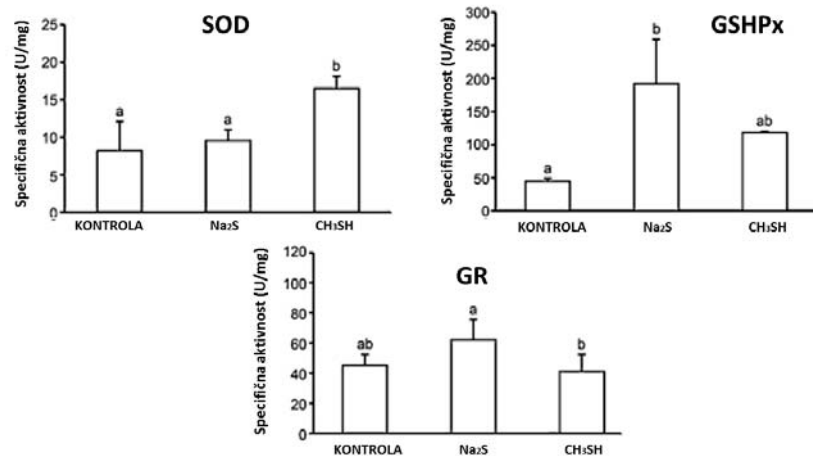 SOD
Specifična aktivnost (U/mg)
25
20
15
10
5
0
a
a
b
KONTROLA
Na₂S
CH₃SH
GSHPx
Specifična aktivnost (U/mg)
300
250
200
150
100
50
0
a
b
ab
KONTROLA
Na₂S
CH₃SH
GR
Specifična aktivnost (U/mg)
120
100
80
60
40
20
0
ab
a
b
KONTROLA
Na₂S
CH₃SH